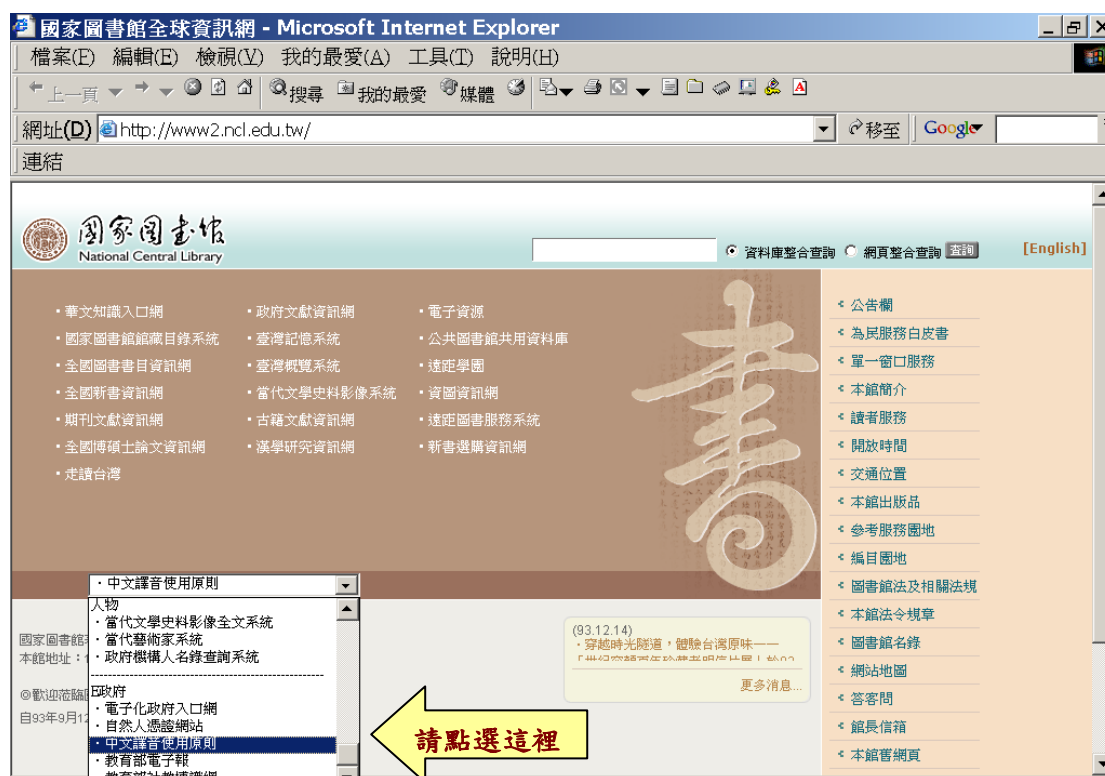 國家圖書館全球資訊網 - Microsoft Internet Explorer
檔案(F) 編輯(E) 檢視(V) 我的最愛(A) 工具(T) 說明(H)
上一頁 搜尋 我的最愛 媒體
網址(D) http://www2.ncl.edu.tw/ 移至 Google
連結
國家圖書館
National Central Library
資料庫整合查詢 網頁整合查詢 查詢 [English]
・華文知識入口網 ・政府文獻資訊網 ・電子資源
・國家圖書館館藏目錄系統 ・臺灣記憶系統 ・公共圖書館共用資料庫
・全國圖書書目資訊網 ・臺灣概覽系統 ・遠距學園
・全國新書資訊網 ・當代文學史料影像系統 ・資圖資訊網
・期刊文獻資訊網 ・古籍文獻資訊網 ・遠距圖書服務系統
・全國博碩士論文資訊網 ・漢學研究資訊網 ・新書選購資訊網
・走讀台灣
書
公告欄
為民服務白皮書
單一窗口服務
本館簡介
讀者服務
開放時間
交通位置
本館出版品
參考服務園地
編目園地
圖書館法及相關法規
本館法令規章
圖書館名錄
網站地圖
答客問
館長信箱
本館舊網頁
・中文譯音使用原則
人物
・當代文學史料影像全文系統
・當代藝術家系統
・政府機構人名錄查詢系統
E政府
・電子化政府入口網
・自然人憑證網站
・中文譯音使用原則
・教育部電子報
國家圖書館
本館地址：
◎歡迎蒞臨
自93年9月1
(93.12.14)
・穿越時光隧道，體驗台灣原味——
更多消息...
請點選這裡